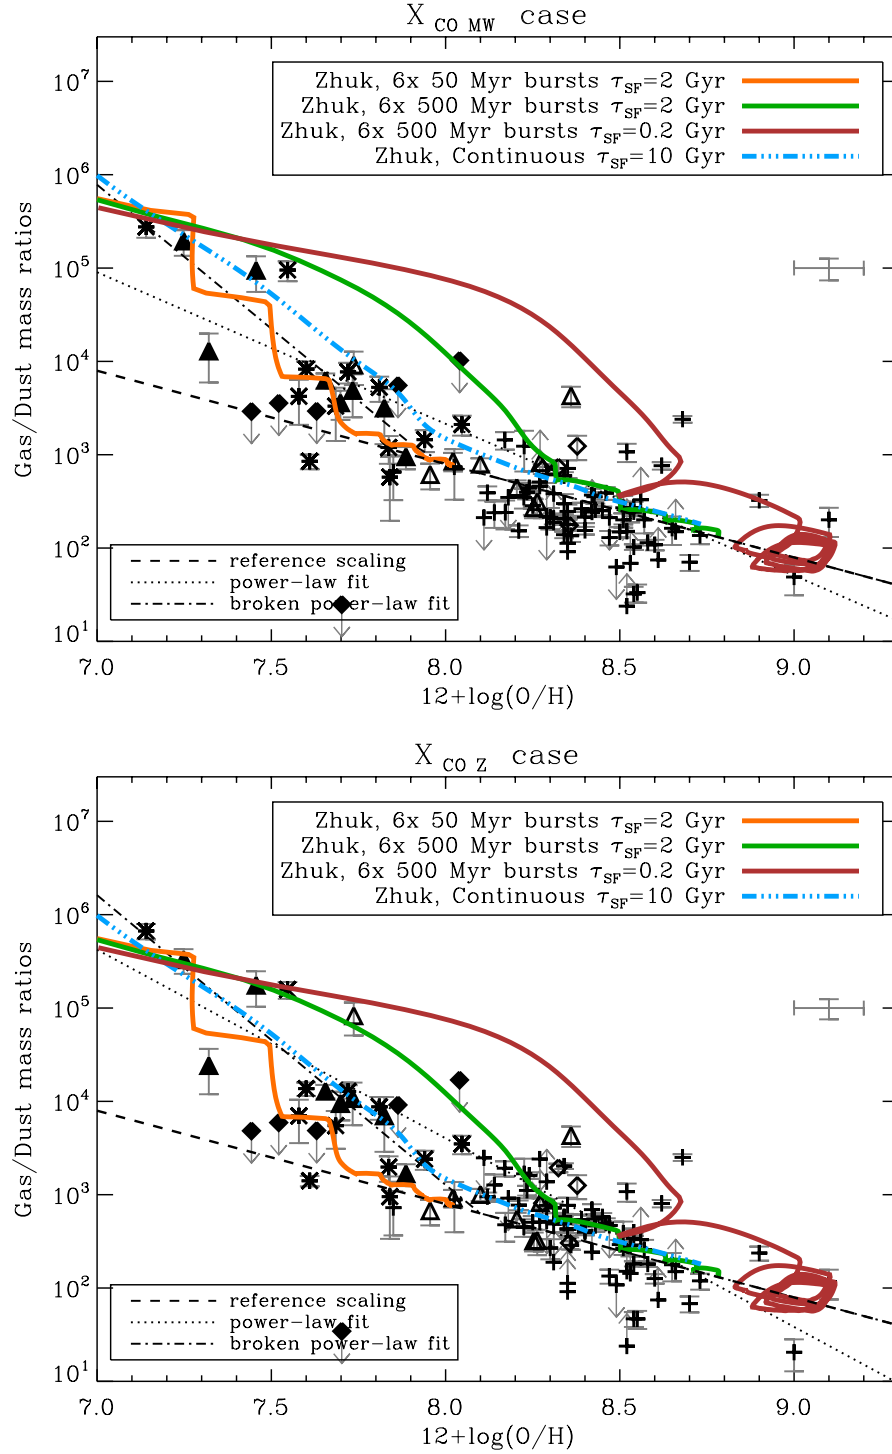 X CO MW case
Zhuk, 6x 50 Myr bursts τSF=2 Gyr
Zhuk, 6x 500 Myr bursts τSF=2 Gyr
Zhuk, 6x 500 Myr bursts τSF=0.2 Gyr
Zhuk, Continuous τSF=10 Gyr
Gas/Dust mass ratios
10^7
10^6
10^5
10^4
10^3
10^2
10^1
reference scaling
power-law fit
broken power-law fit
7.0 7.5 8.0 8.5 9.0
12+log(O/H)
X CO Z case
Zhuk, 6x 50 Myr bursts τSF=2 Gyr
Zhuk, 6x 500 Myr bursts τSF=2 Gyr
Zhuk, 6x 500 Myr bursts τSF=0.2 Gyr
Zhuk, Continuous τSF=10 Gyr
Gas/Dust mass ratios
10^7
10^6
10^5
10^4
10^3
10^2
10^1
reference scaling
power-law fit
broken power-law fit
7.0 7.5 8.0 8.5 9.0
12+log(O/H)